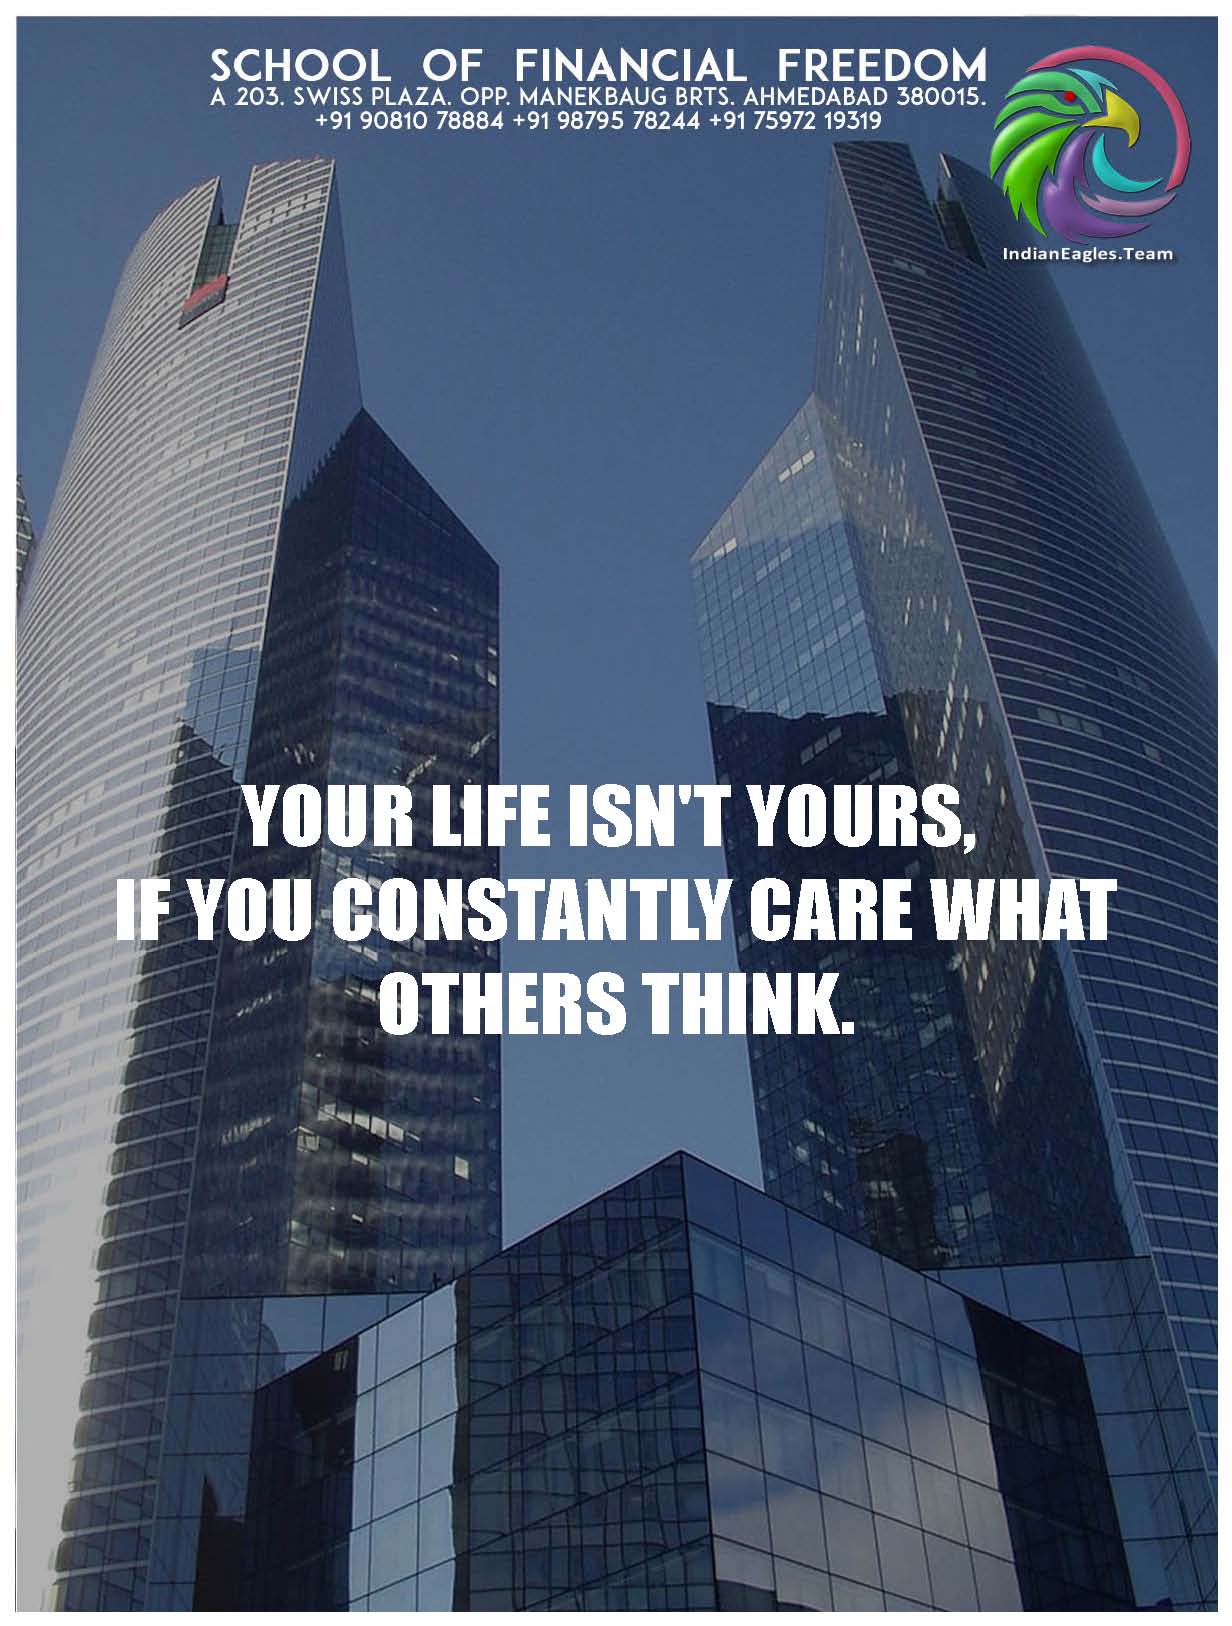 SCHOOL OF FINANCIAL FREEDOM
A 203. SWISS PLAZA. OPP. MANEKBAUG BRTS. AHMEDABAD 380015.
+91 90810 78884 +91 98795 78244 +91 75972 19319
IndianEagles.Team
YOUR LIFE ISN'T YOURS,
IF YOU CONSTANTLY CARE WHAT
OTHERS THINK.